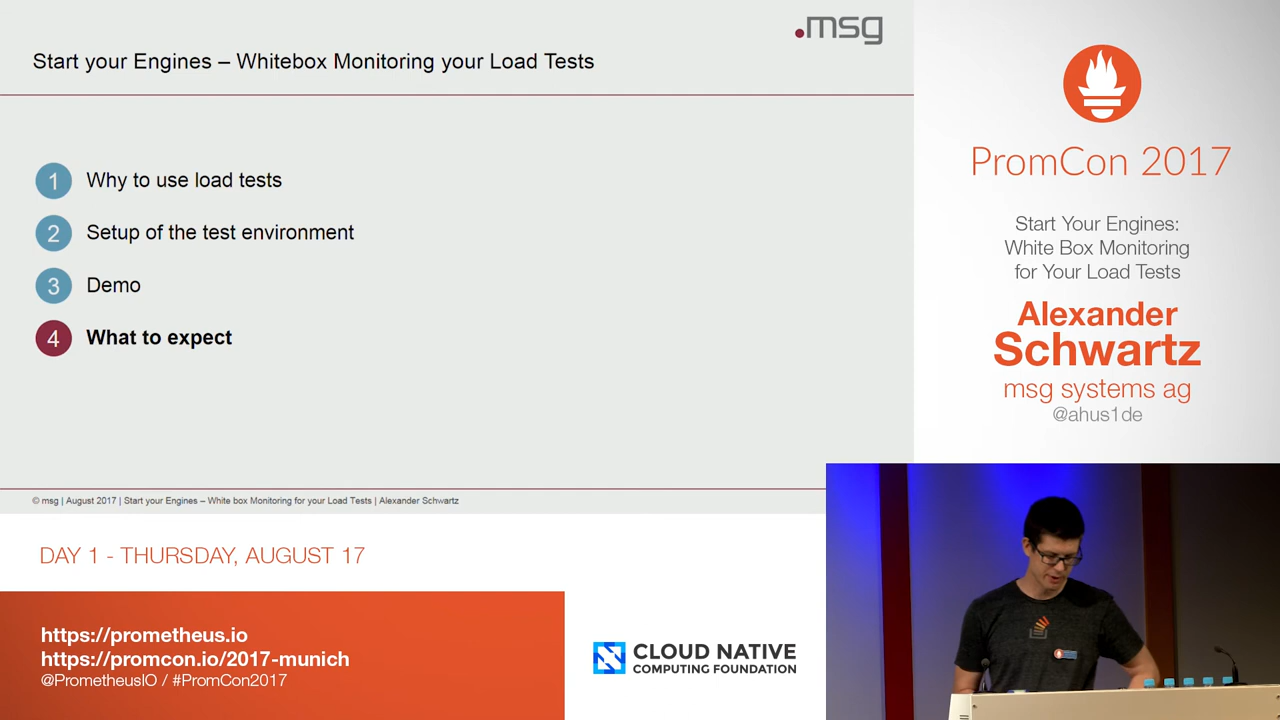 .msg
Start your Engines – Whitebox Monitoring your Load Tests
1 Why to use load tests
2 Setup of the test environment
3 Demo
4 What to expect
© msg | August 2017 | Start your Engines – White box Monitoring for your Load Tests | Alexander Schwartz
PromCon 2017
Start Your Engines:
White Box Monitoring
for Your Load Tests
Alexander
Schwartz
msg systems ag
@ahus1de
DAY 1 - THURSDAY, AUGUST 17
https://prometheus.io
https://promcon.io/2017-munich
@PrometheusIO / #PromCon2017
CLOUD NATIVE
COMPUTING FOUNDATION